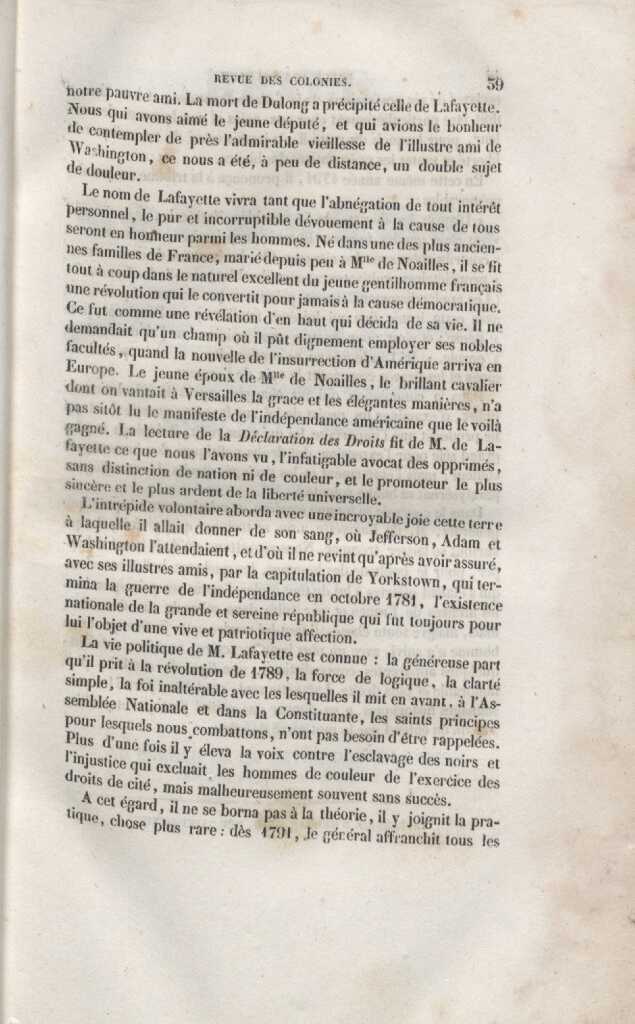 REVUE DES COLONIES. 39
notre pauvre ami. La mort de Dulong a précipité celle de Lafayette.
Nous qui avons aimé le jeune député, et qui avions le bonheur
de contempler de près l'admirable vieillesse de l'illustre ami de
Washington, ce nous a été, à peu de distance, un double sujet
de douleur.
Le nom de Lafayette vivra tant que l'abnégation de tout intérêt
personnel, le pur et incorruptible dévouement à la cause de tous
seront en honneur parmi les hommes. Né dans une des plus ancien-
nes familles de France, marié depuis peu à Mlle de Noailles, il se fit
tout à coup dans le naturel excellent du jeune gentilhomme français
une révolution qui le convertit pour jamais à la cause démocratique.
Ce fut comme une révélation d'en haut qui décida de sa vie. Il ne
demandait qu'un champ où il pût dignement employer ses nobles
facultés, quand la nouvelle de l'insurrection d'Amérique arriva en
Europe. Le jeune époux de Mlle de Noailles, le brillant cavalier
dont on vantait à Versailles la grace et les élégantes manières, n'a
pas sitôt lu le manifeste de l'indépendance américaine que le voilà
gagné. La lecture de la Déclaration des Droits fit de M. de La-
fayette ce que nous l'avons vu, l'infatigable avocat des opprimés,
sans distinction de nation ni de couleur, et le promoteur le plus
sincère et le plus ardent de la liberté universelle.
L'intrépide volontaire aborda avec une incroyable joie cette terre
à laquelle il allait donner de son sang, où Jefferson, Adam et
Washington l'attendaient, et d'où il ne revint qu'après avoir assuré,
avec ses illustres amis, par la capitulation de Yorkstown, qui ter-
mina la guerre de l'indépendance en octobre 1781, l'existence
nationale de la grande et sereine république qui fut toujours pour
lui l'objet d'une vive et patriotique affection.
La vie politique de M. Lafayette est connue : la généreuse part
qu'il prit à la révolution de 1789, la force de logique, la clarté
simple, la foi inaltérable avec les lesquelles il mit en avant, à l'As-
semblée Nationale et dans la Constituante, les saints principes
pour lesquels nous combattons, n'ont pas besoin d'être rappelées.
Plus d'une fois il y éleva la voix contre l'esclavage des noirs et
l'injustice qui excluait les hommes de couleur de l'exercice des
droits de cité, mais malheureusement souvent sans succès.
A cet égard, il ne se borna pas à la théorie, il y joignit la pra-
tique, chose plus rare : dès 1791, le général affranchit tous les